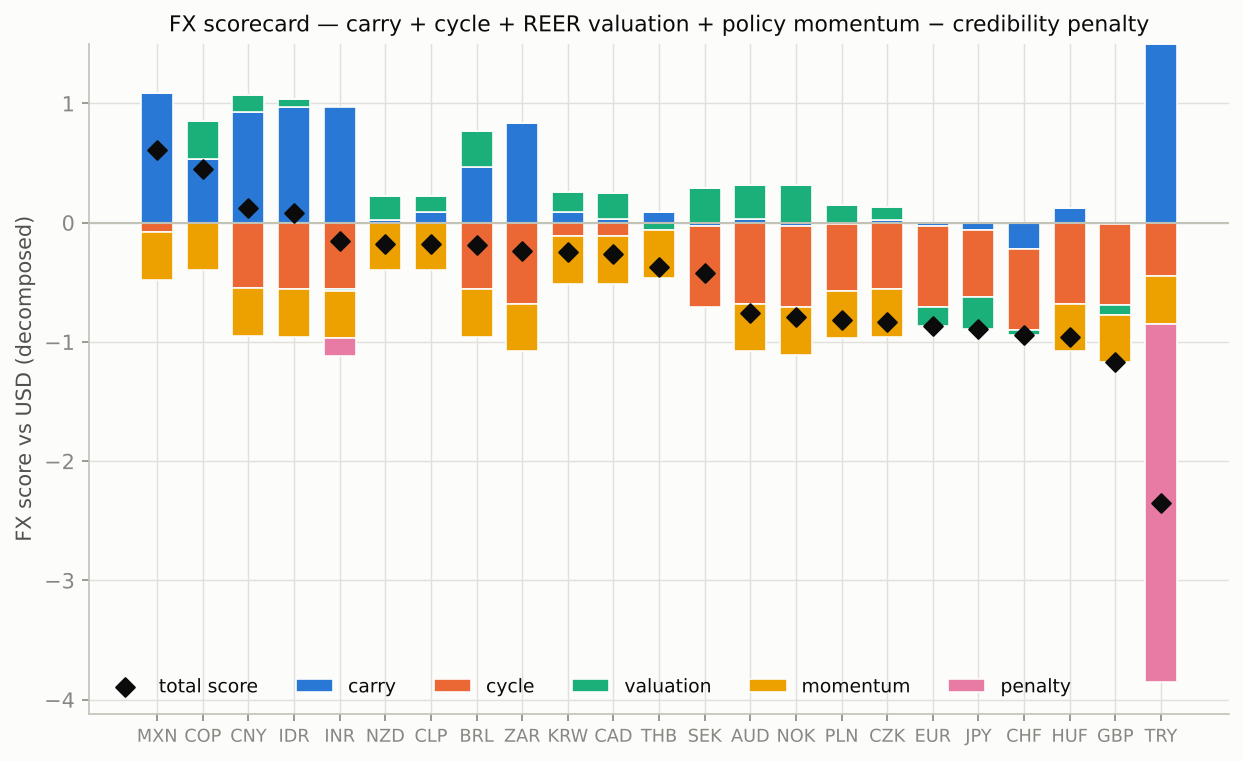 FX scorecard — carry + cycle + REER valuation + policy momentum − credibility penalty
FX score vs USD (decomposed)
1
0
−1
−2
−3
−4
total score carry cycle valuation momentum penalty
MXN COP CNY IDR INR NZD CLP BRL ZAR KRW CAD THB SEK AUD NOK PLN CZK EUR JPY CHF HUF GBP TRY